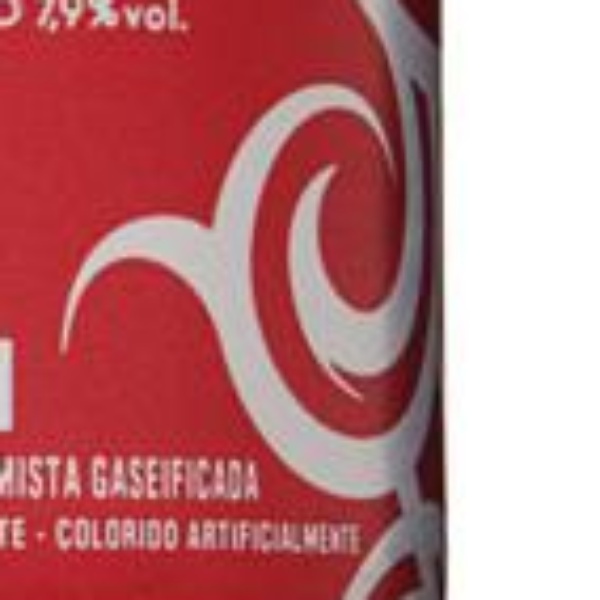 7,9% vol.
MISTA GASEIFICADA
TE - COLORIDO ARTIFICIALMENTE